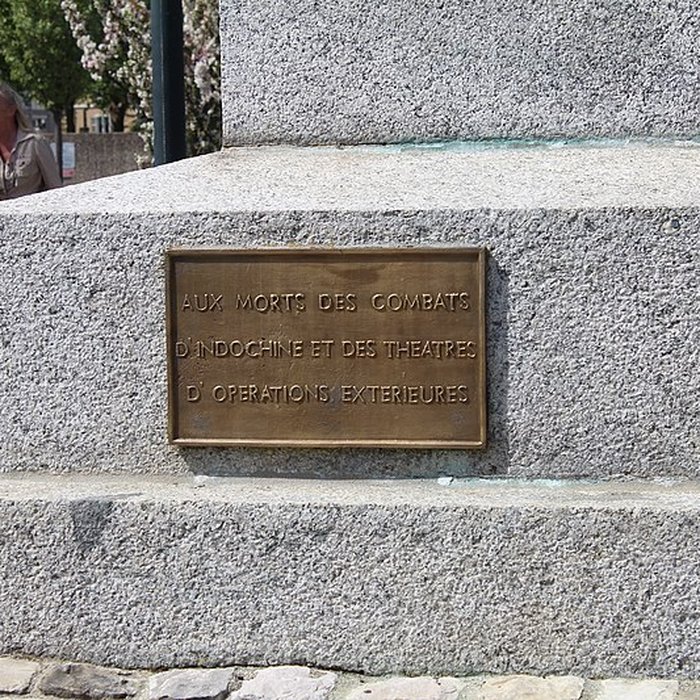 AUX MORTS DES COMBATS
D'INDOCHINE ET DES THEATRES
D'OPERATIONS EXTERIEURES